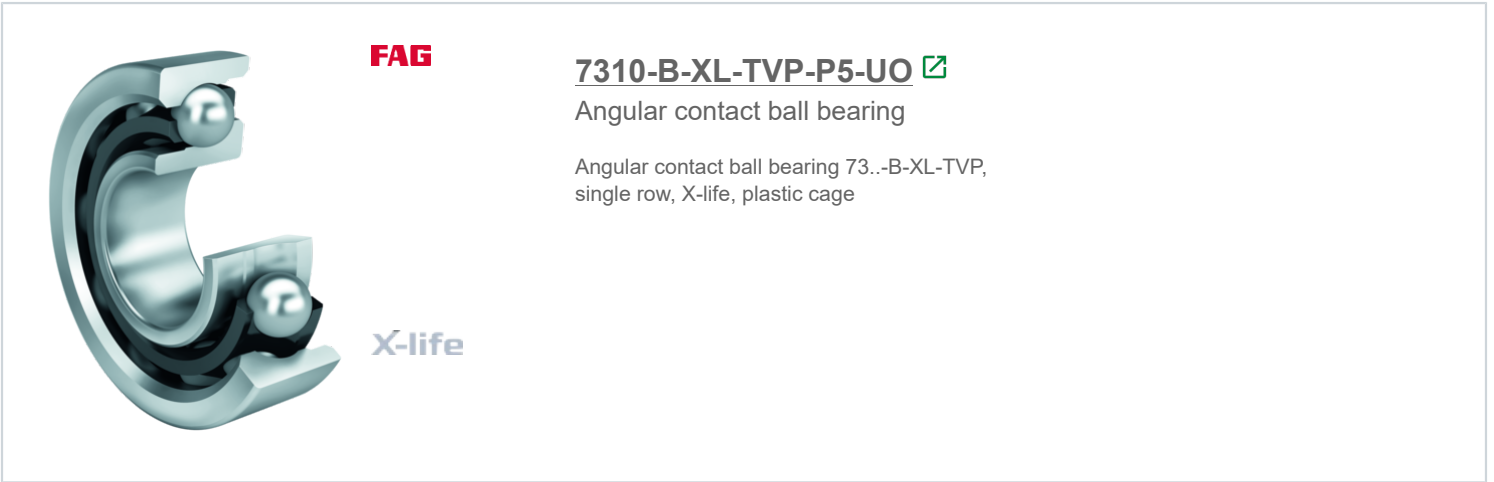 FAG
7310-B-XL-TVP-P5-UO
Angular contact ball bearing
Angular contact ball bearing 73..-B-XL-TVP,
single row, X-life, plastic cage
X-life